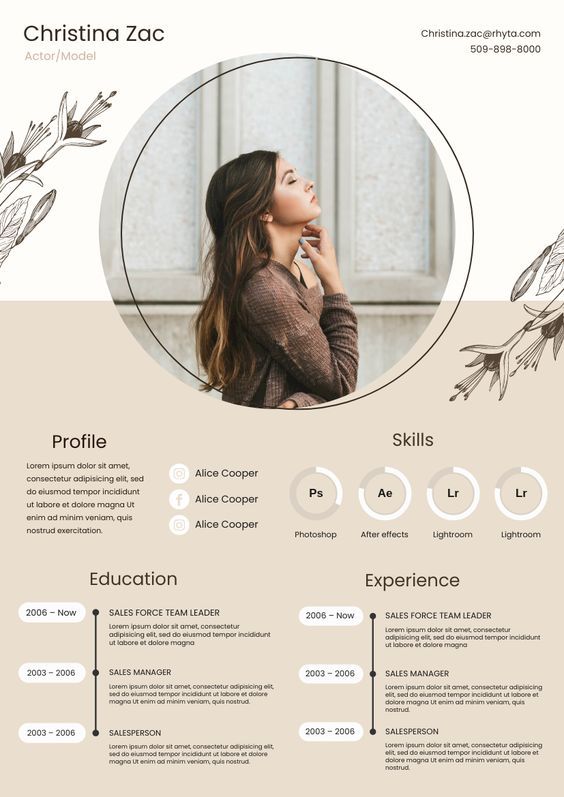 Christina Zac
Actor/Model
Christina.zac@rhyta.com
509-898-8000
Profile
Lorem ipsum dolor sit amet,
consectetur adipiscing elit, sed
do eiusmod tempor incididunt
ut labore et dolore magna. Ut
enim ad minim veniam, quis
nostrud exercitation.
Alice Cooper
Alice Cooper
Alice Cooper
Skills
Ps
Ae
Lr
Lr
Photoshop
After effects
Lightroom
Lightroom
Education
2006 – Now
SALES FORCE TEAM LEADER
Lorem ipsum dolor sit amet, consectetur
adipisicing elit, sed do eiusmod tempor incididunt
ut labore et dolore magna
2003 – 2006
SALES MANAGER
Lorem ipsum dolor sit amet, consectetur adipisicing elit,
sed do eiusmod tempor incididunt ut labore et dolore
magna Ut enim ad minim veniam, quis nostrud.
2003 – 2006
SALESPERSON
Lorem ipsum dolor sit amet, consectetur adipisicing elit,
sed do eiusmod tempor incididunt ut labore et dolore
magna Ut enim ad minim veniam, quis nostrud.
Experience
2006 – Now
SALES FORCE TEAM LEADER
Lorem ipsum dolor sit amet, consectetur
adipisicing elit, sed do eiusmod tempor incididunt
ut labore et dolore magna
2003 – 2006
SALES MANAGER
Lorem ipsum dolor sit amet, consectetur adipisicing
elit, sed do eiusmod tempor incididunt ut labore et
dolore magna Ut enim ad minim veniam, quis
nostrud.
2003 – 2006
SALESPERSON
Lorem ipsum dolor sit amet, consectetur adipisicing
elit, sed do eiusmod tempor incididunt ut labore et
dolore magna Ut enim ad minim veniam, quis
nostrud.